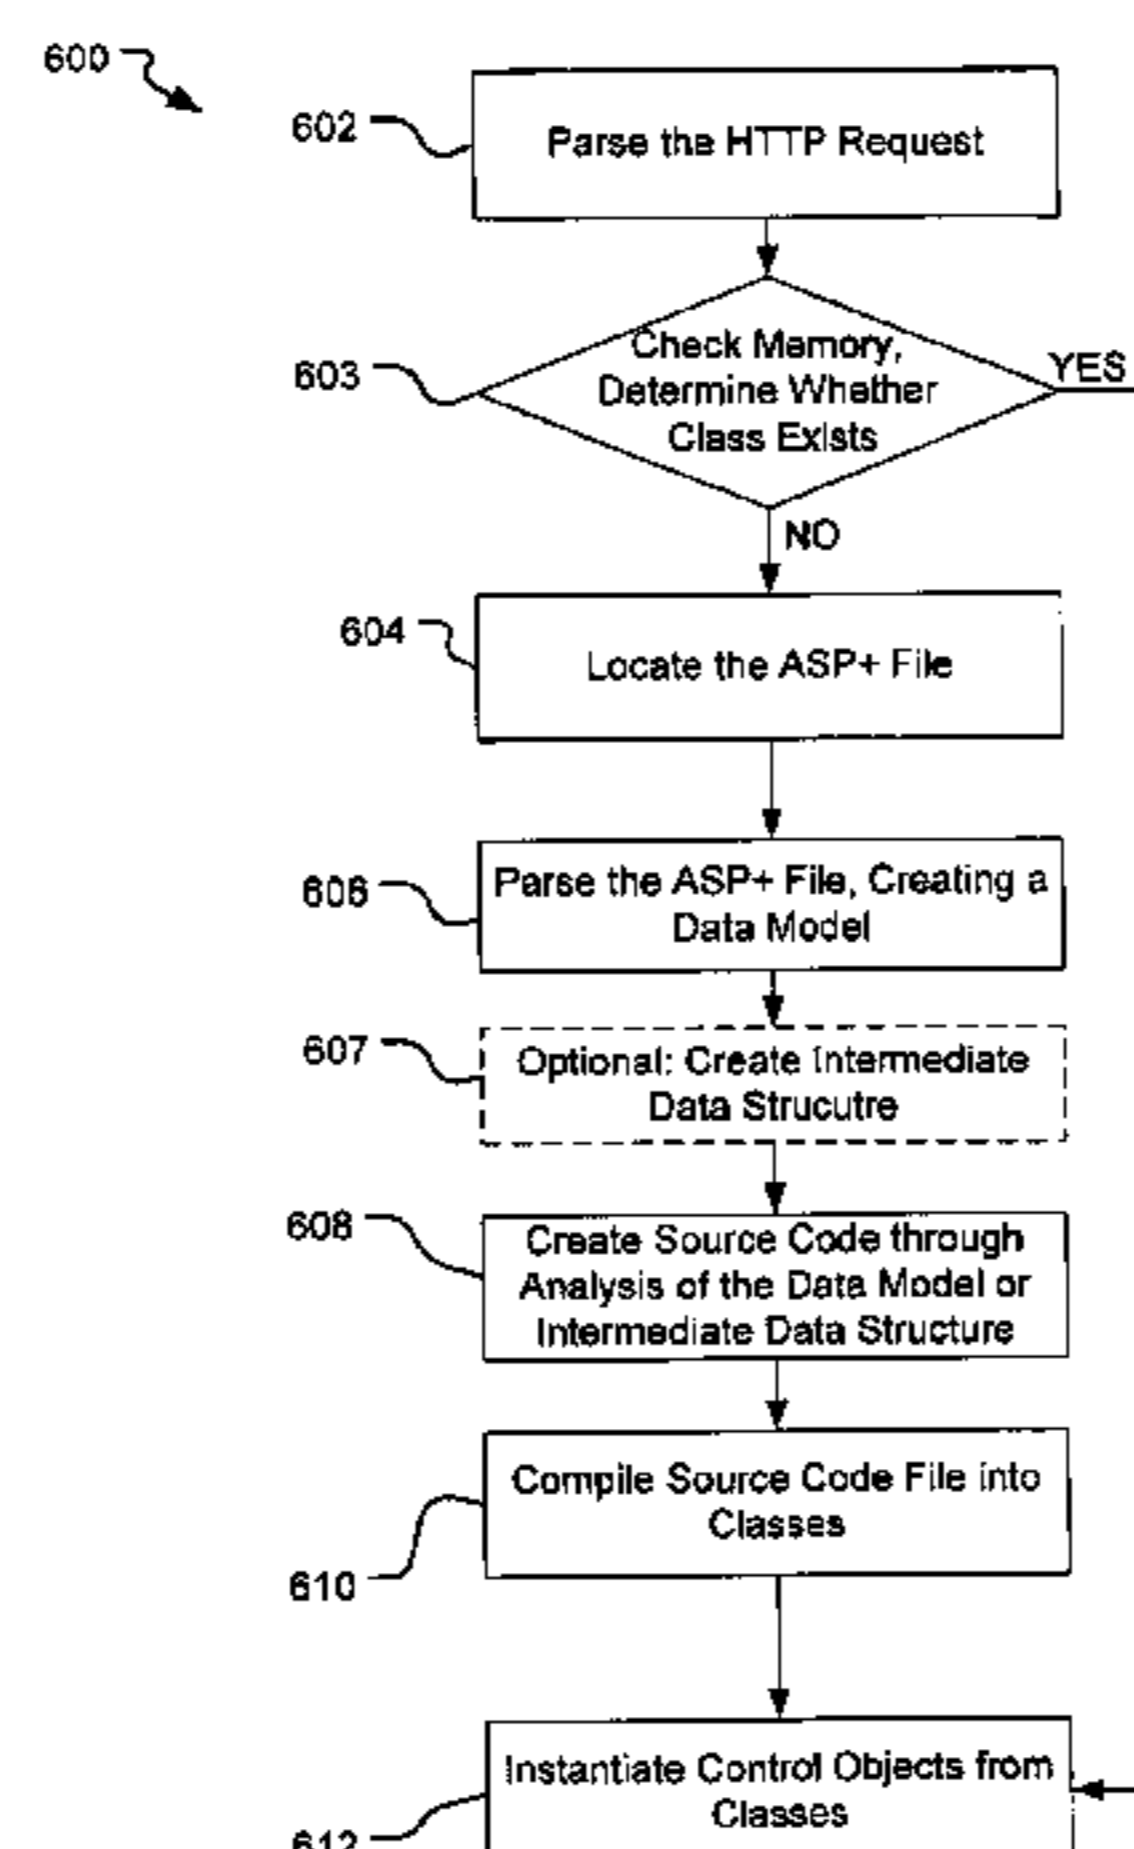 600
602
Parse the HTTP Request
603
Check Memory,
Determine Whether
Class Exists
YES
NO
604
Locate the ASP+ File
606
Parse the ASP+ File, Creating a
Data Model
607
Optional: Create Intermediate
Data Strucutre
608
Create Source Code through
Analysis of the Data Model or
Intermediate Data Structure
610
Compile Source Code File into
Classes
612
Instantiate Control Objects from
Classes